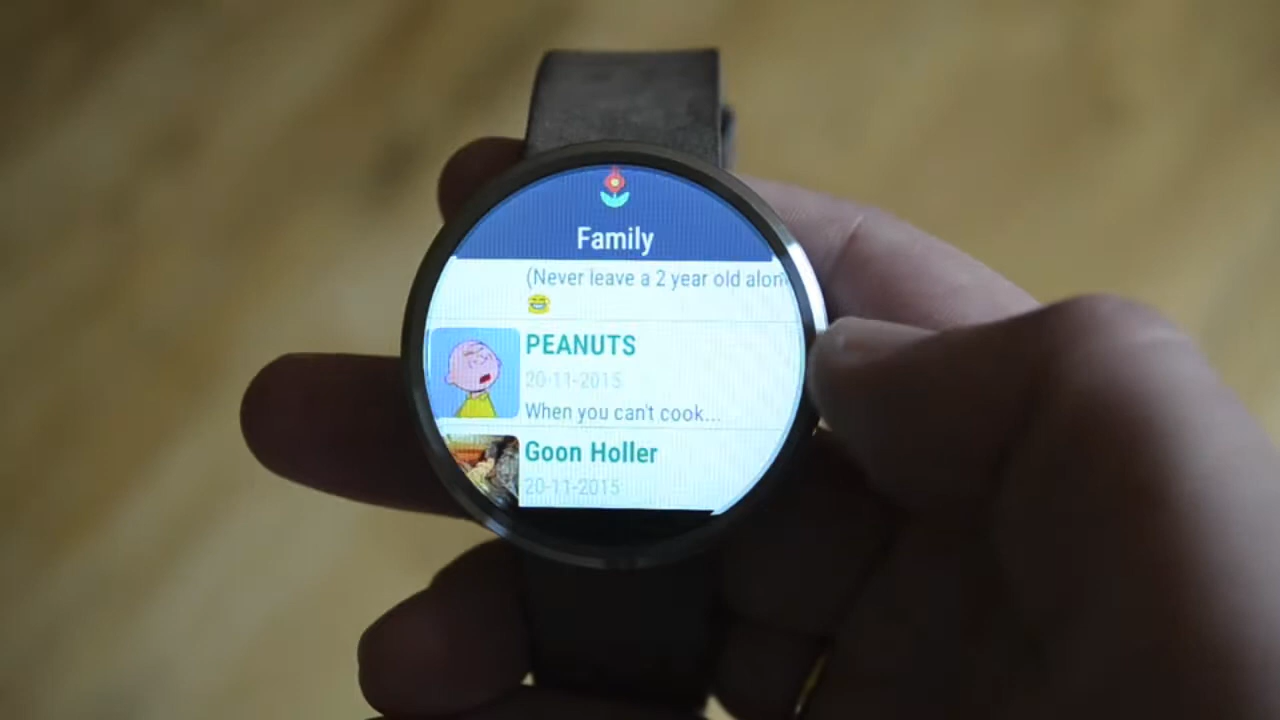 Family
(Never leave a 2 year old alon
PEANUTS
20-11-2015
When you can't cook...
Goon Holler
20-11-2015